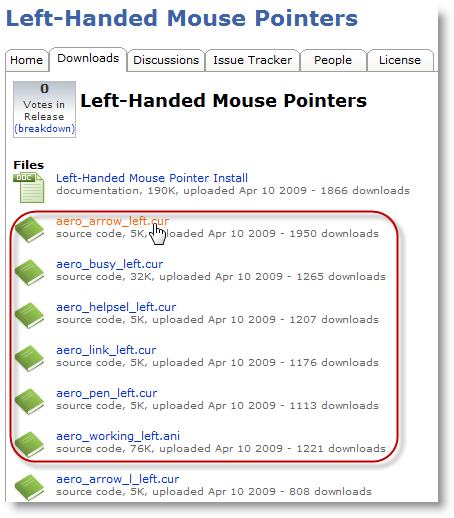 Left-Handed Mouse Pointers
Home Downloads Discussions Issue Tracker People License
0
Votes in
Release
(breakdown)
Left-Handed Mouse Pointers
Files
DOC
Left-Handed Mouse Pointer Install
documentation, 190K, uploaded Apr 10 2009 - 1866 downloads
aero_arrow_left.cur
source code, 5K, uploaded Apr 10 2009 - 1950 downloads
aero_busy_left.cur
source code, 32K, uploaded Apr 10 2009 - 1265 downloads
aero_helpsel_left.cur
source code, 5K, uploaded Apr 10 2009 - 1207 downloads
aero_link_left.cur
source code, 5K, uploaded Apr 10 2009 - 1176 downloads
aero_pen_left.cur
source code, 5K, uploaded Apr 10 2009 - 1113 downloads
aero_working_left.ani
source code, 76K, uploaded Apr 10 2009 - 1221 downloads
aero_arrow_l_left.cur
source code, 5K, uploaded Apr 10 2009 - 808 downloads